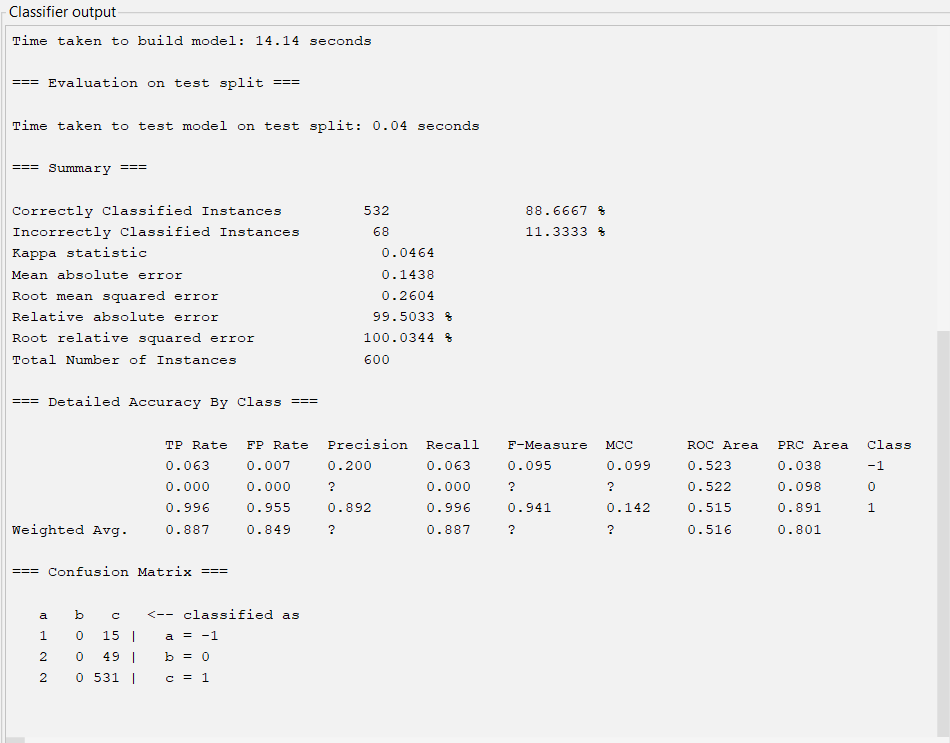 Classifier output
Time taken to build model: 14.14 seconds
=== Evaluation on test split ===
Time taken to test model on test split: 0.04 seconds
=== Summary ===
Correctly Classified Instances         532               88.6667 %
Incorrectly Classified Instances        68               11.3333 %
Kappa statistic                          0.0464
Mean absolute error                      0.1438
Root mean squared error                  0.2604
Relative absolute error                 99.5033 %
Root relative squared error            100.0344 %
Total Number of Instances              600
=== Detailed Accuracy By Class ===
TP Rate  FP Rate  Precision  Recall   F-Measure  MCC      ROC Area  PRC Area  Class
0.063    0.007    0.200      0.063    0.095      0.099    0.523     0.038     -1
0.000    0.000    ?          0.000    ?          ?        0.522     0.098     0
0.996    0.955    0.892      0.996    0.941      0.142    0.515     0.891     1
Weighted Avg.    0.887    0.849    ?          0.887    ?          ?        0.516     0.801
=== Confusion Matrix ===
a   b   c   <-- classified as
1   0  15 |   a = -1
2   0  49 |   b = 0
2   0 531 |   c = 1